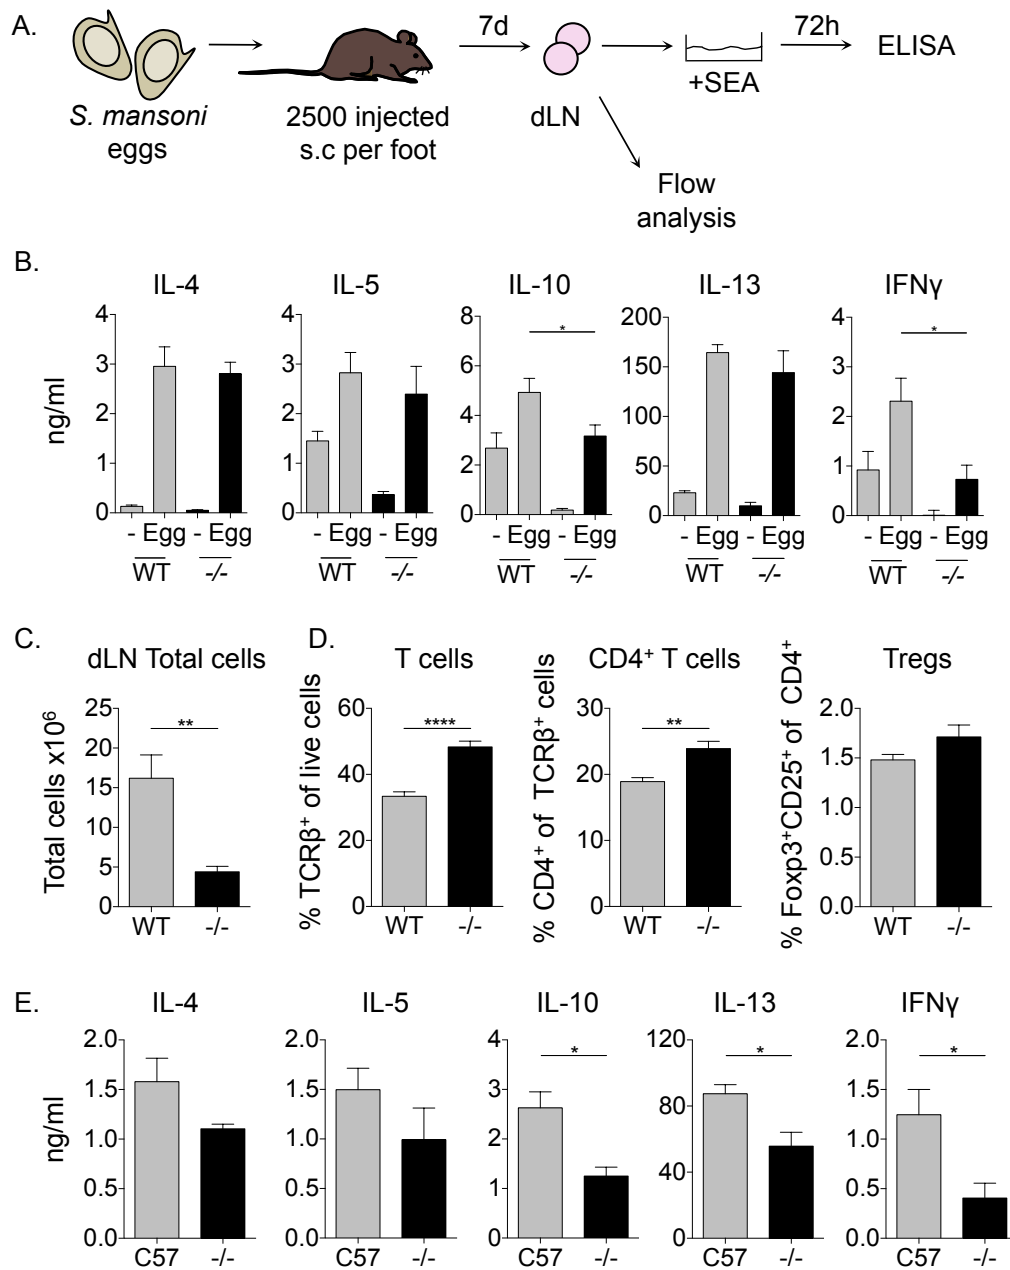 A.
S. mansoni
eggs
2500 injected
s.c per foot
7d
dLN
+SEA
72h
ELISA
Flow
analysis
B.
IL-4
IL-5
IL-10
IL-13
IFNγ
ng/ml
4
3
2
1
0
4
3
2
1
0
8
6
4
2
0
200
150
100
50
0
4
3
2
1
0
- Egg - Egg
WT -/-
- Egg - Egg
WT -/-
- Egg - Egg
WT -/-
- Egg - Egg
WT -/-
- Egg - Egg
WT -/-
*
*
C.
dLN Total cells
Total cells x10⁶
25
20
15
10
5
0
**
WT -/-
D.
T cells
% TCRβ⁺ of live cells
60
40
20
0
****
WT -/-
CD4⁺ T cells
% CD4⁺ of TCRβ⁺ cells
30
20
10
0
**
WT -/-
Tregs
% Foxp3⁺CD25⁺ of CD4⁺
2.0
1.5
1.0
0.5
0.0
WT -/-
E.
IL-4
ng/ml
2.0
1.5
1.0
0.5
0.0
C57 -/-
IL-5
2.0
1.5
1.0
0.5
0.0
C57 -/-
IL-10
4
3
2
1
0
*
C57 -/-
IL-13
120
80
40
0
*
C57 -/-
IFNγ
2.0
1.5
1.0
0.5
0.0
*
C57 -/-